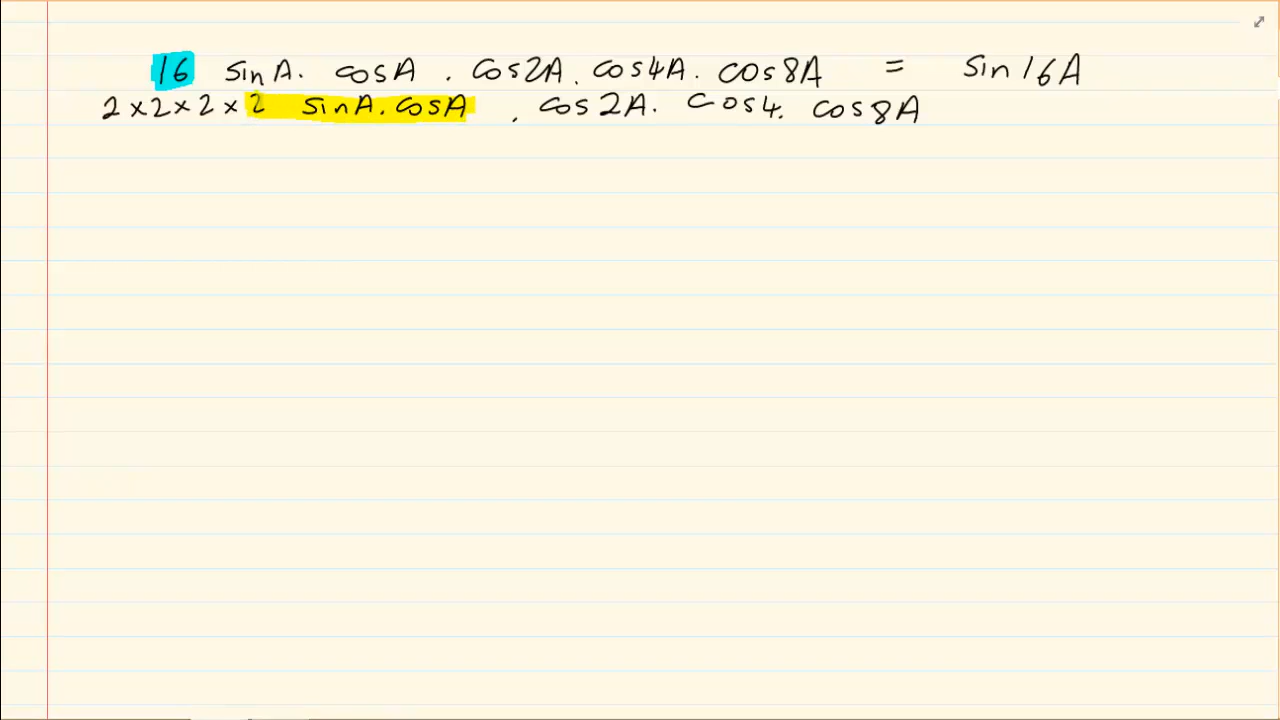 16 sinA. cosA . cos2A. cos4A. cos8A = sin16A
2×2×2×2 sinA.cosA . cos2A. cos4. cos8A